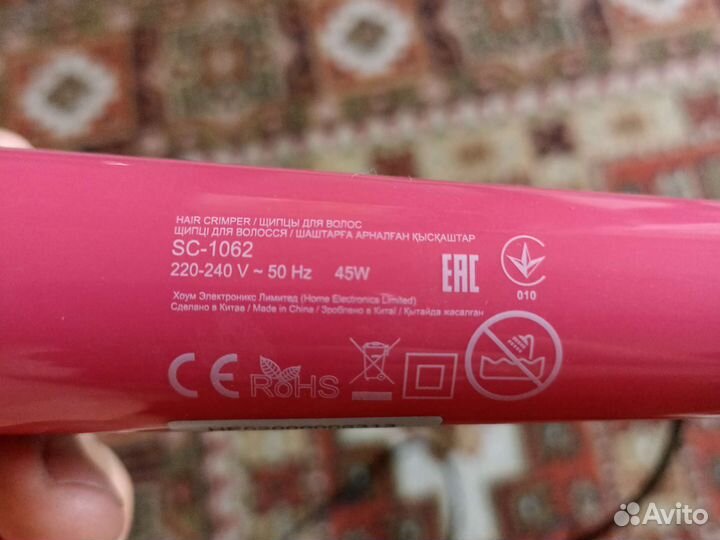 HAIR CRIMPER / ЩИПЦЫ ДЛЯ ВОЛОС
ЩИПЦІ ДЛЯ ВОЛОССЯ / ШАШТАРҒА АРНАЛҒАН ҚЫСҚАШТАР
SC-1062
220-240 V ~ 50 Hz 45W
EAC
010
Хоум Электроникс Лимитед (Home Electronics Limited)
Сделано в Китае / Made in China / Зроблено в Китаї / Қытайда жасалған
CE
RoHS
Avito